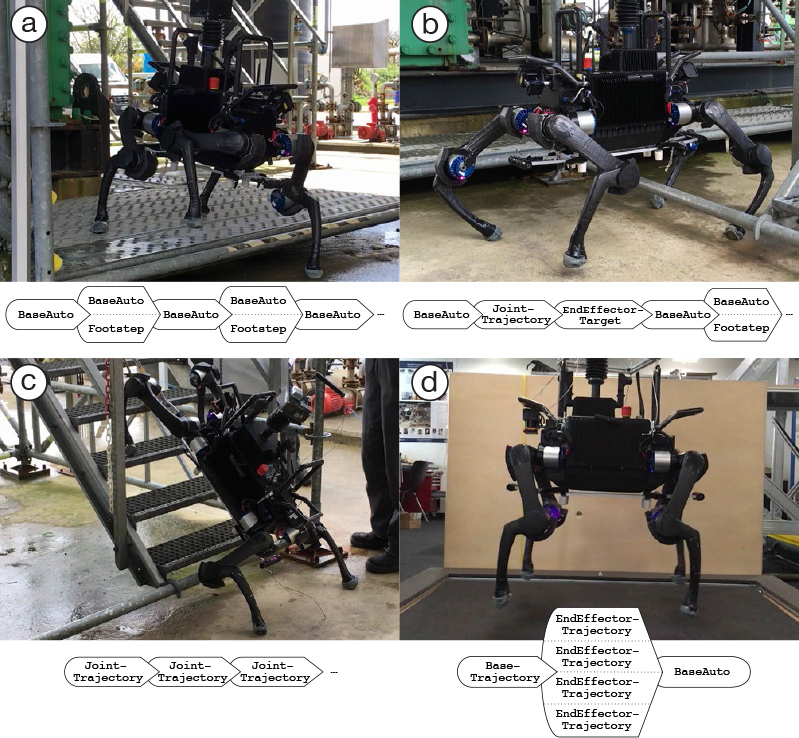 a
b
BaseAuto
BaseAuto
Footstep
BaseAuto
BaseAuto
Footstep
BaseAuto
...
BaseAuto
Joint-
Trajectory
EndEffector-
Target
BaseAuto
BaseAuto
Footstep
...
c
d
Joint-
Trajectory
Joint-
Trajectory
Joint-
Trajectory
...
Base-
Trajectory
EndEffector-
Trajectory
EndEffector-
Trajectory
EndEffector-
Trajectory
EndEffector-
Trajectory
BaseAuto